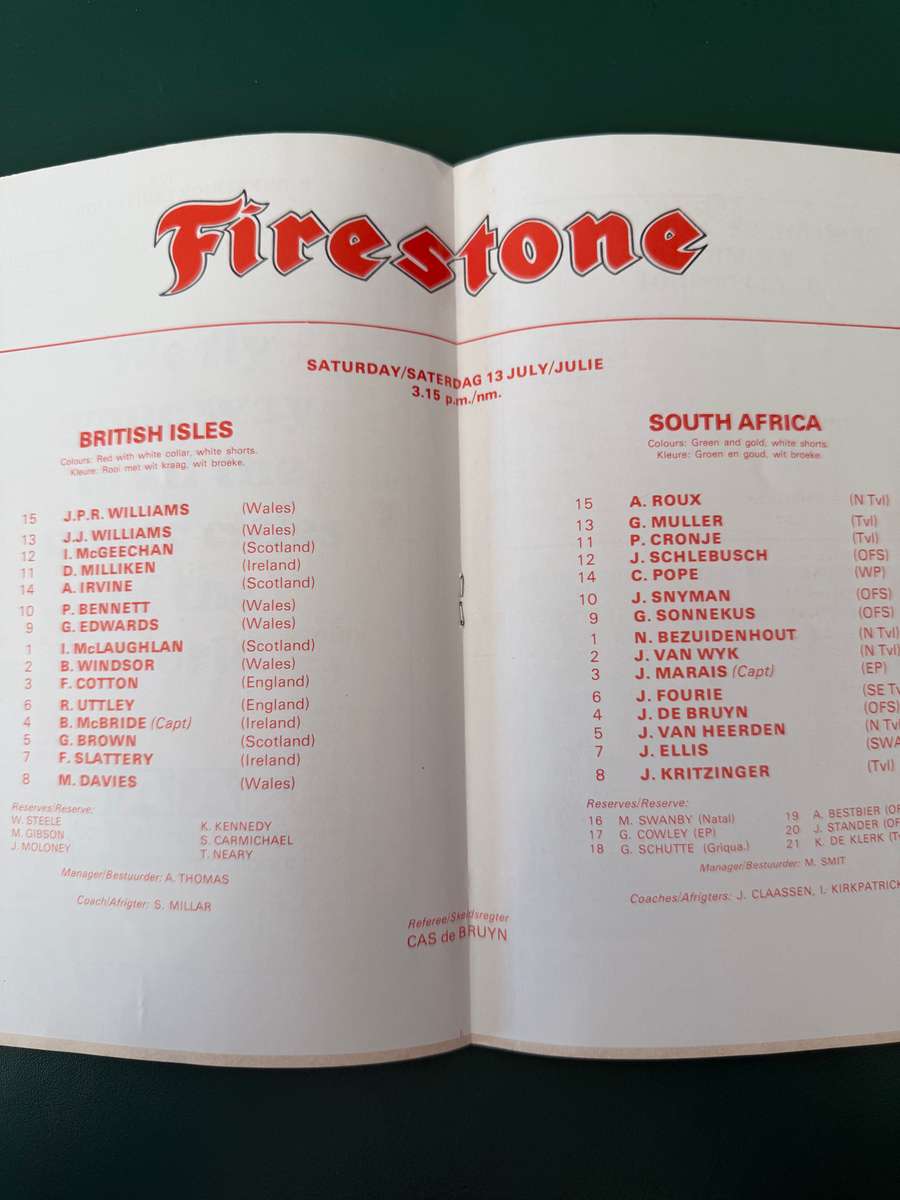 Firestone
SATURDAY/SATERDAG 13 JULY/JULIE
3.15 p.m./nm.
BRITISH ISLES
Colours: Red with white collar, white shorts.
Kleure: Rooi met wit kraag, wit broeke.
15 J.P.R. WILLIAMS (Wales)
13 J.J. WILLIAMS (Wales)
12 I. McGEECHAN (Scotland)
11 D. MILLIKEN (Ireland)
14 A. IRVINE (Scotland)
10 P. BENNETT (Wales)
9 G. EDWARDS (Wales)
1 I. McLAUGHLAN (Scotland)
2 B. WINDSOR (Wales)
3 F. COTTON (England)
6 R. UTTLEY (England)
4 B. McBRIDE (Capt) (Ireland)
5 G. BROWN (Scotland)
7 F. SLATTERY (Ireland)
8 M. DAVIES (Wales)
Reserves/Reserwe:
W. STEELE
M. GIBSON
J. MOLONEY
K. KENNEDY
S. CARMICHAEL
T. NEARY
Manager/Bestuurder: A. THOMAS
Coach/Afrigter: S. MILLAR
SOUTH AFRICA
Colours: Green and gold, white shorts.
Kleure: Groen en goud, wit broeke.
15 A. ROUX (N Tvl)
13 G. MULLER (Tvl)
11 P. CRONJE (Tvl)
12 J. SCHLEBUSCH (OFS)
14 C. POPE (WP)
10 J. SNYMAN (OFS)
9 G. SONNEKUS (OFS)
1 N. BEZUIDENHOUT (N Tvl)
2 J. VAN WYK (N Tvl)
3 J. MARAIS (Capt) (EP)
6 J. FOURIE (SE Tv
4 J. DE BRUYN (OFS)
5 J. VAN HEERDEN (N Tv
7 J. ELLIS (SWA
8 J. KRITZINGER (Tvl)
Reserves/Reserwe:
16 M. SWANBY (Natal)
17 G. COWLEY (EP)
18 G. SCHUTTE (Griqua.)
19 A. BESTBIER (OF
20 J. STANDER (OF
21 K. DE KLERK (T
Manager/Bestuurder: M. SMIT
Coaches/Afrigters: J. CLAASSEN, I. KIRKPATRICK
Referee/Skeidsregter
CAS de BRUYN